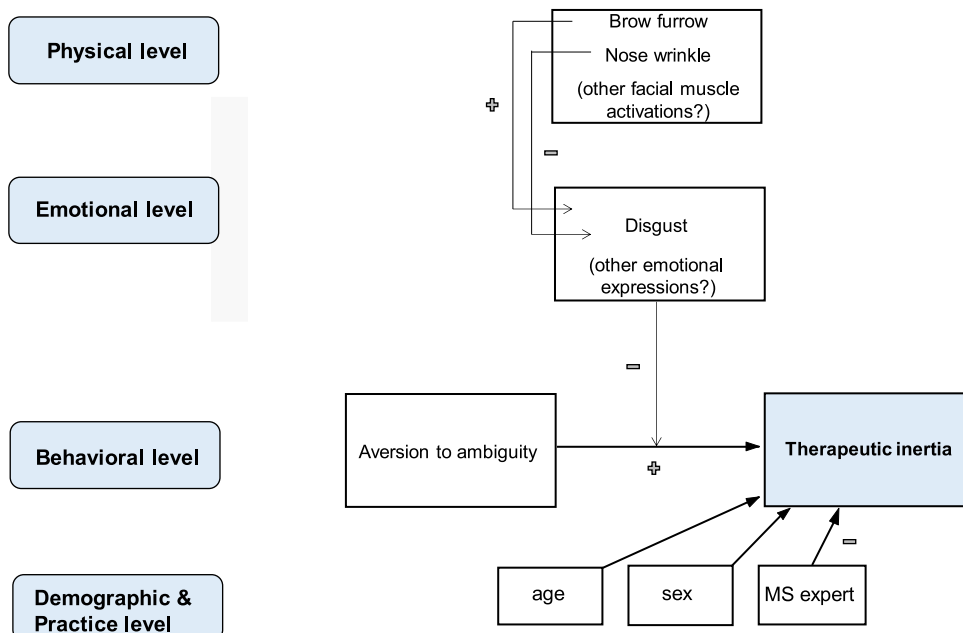 Physical level
Brow furrow
Nose wrinkle
(other facial muscle
activations?)
+
-
Emotional level
Disgust
(other emotional
expressions?)
-
Behavioral level
Aversion to ambiguity
+
Therapeutic inertia
-
Demographic &
Practice level
age
sex
MS expert